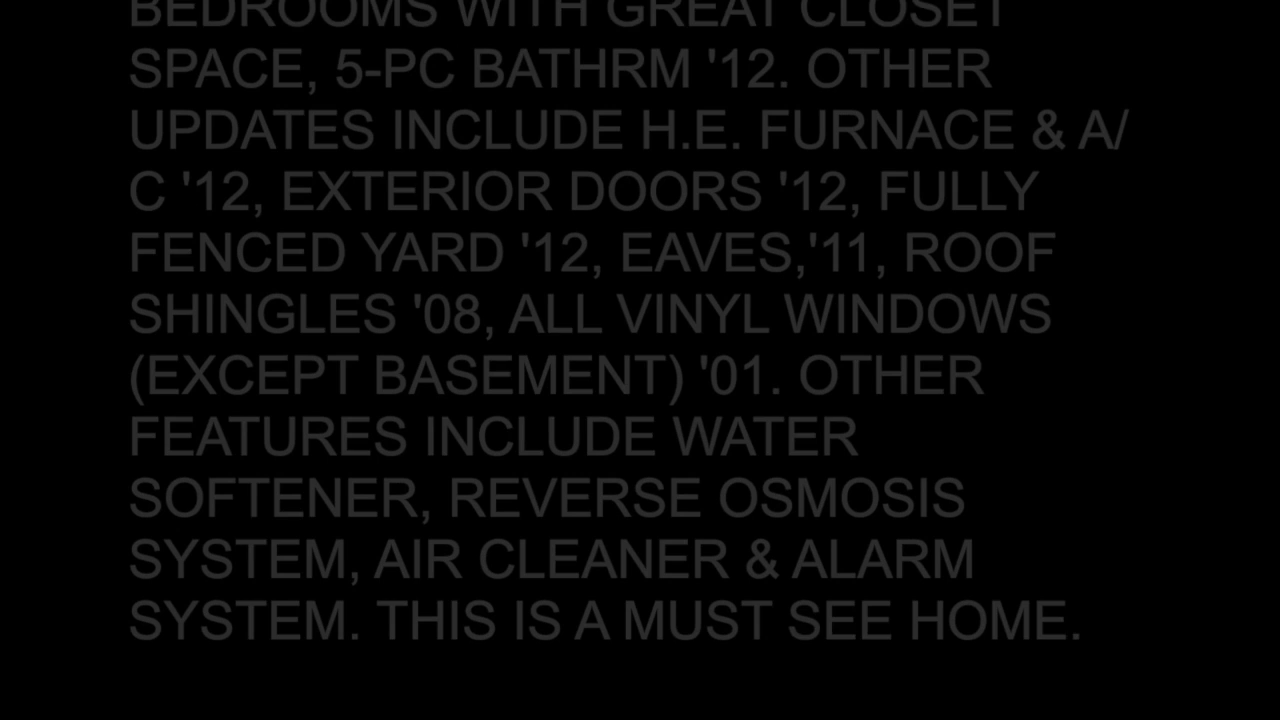 BEDROOMS WITH GREAT CLOSET
SPACE, 5-PC BATHRM '12. OTHER
UPDATES INCLUDE H.E. FURNACE & A/
C '12, EXTERIOR DOORS '12, FULLY
FENCED YARD '12, EAVES,'11, ROOF
SHINGLES '08, ALL VINYL WINDOWS
(EXCEPT BASEMENT) '01. OTHER
FEATURES INCLUDE WATER
SOFTENER, REVERSE OSMOSIS
SYSTEM, AIR CLEANER & ALARM
SYSTEM. THIS IS A MUST SEE HOME.